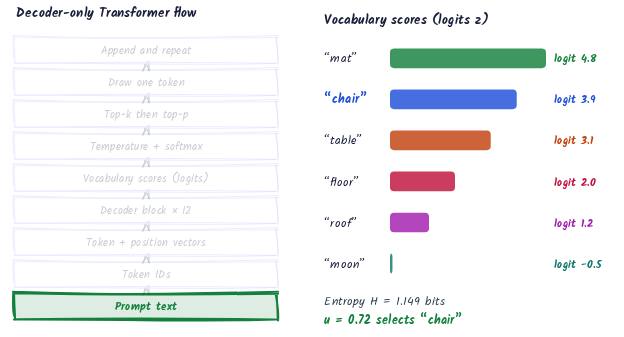 Decoder-only Transformer flow
Append and repeat
Draw one token
Top-k then top-p
Temperature + softmax
Vocabulary scores (logits)
Decoder block × 12
Token + position vectors
Token IDs
Prompt text
Vocabulary scores (logits z)
“mat” logit 4.8
“chair” logit 3.9
“table” logit 3.1
“floor” logit 2.0
“roof” logit 1.2
“moon” logit -0.5
Entropy H = 1.149 bits
u = 0.72 selects “chair”